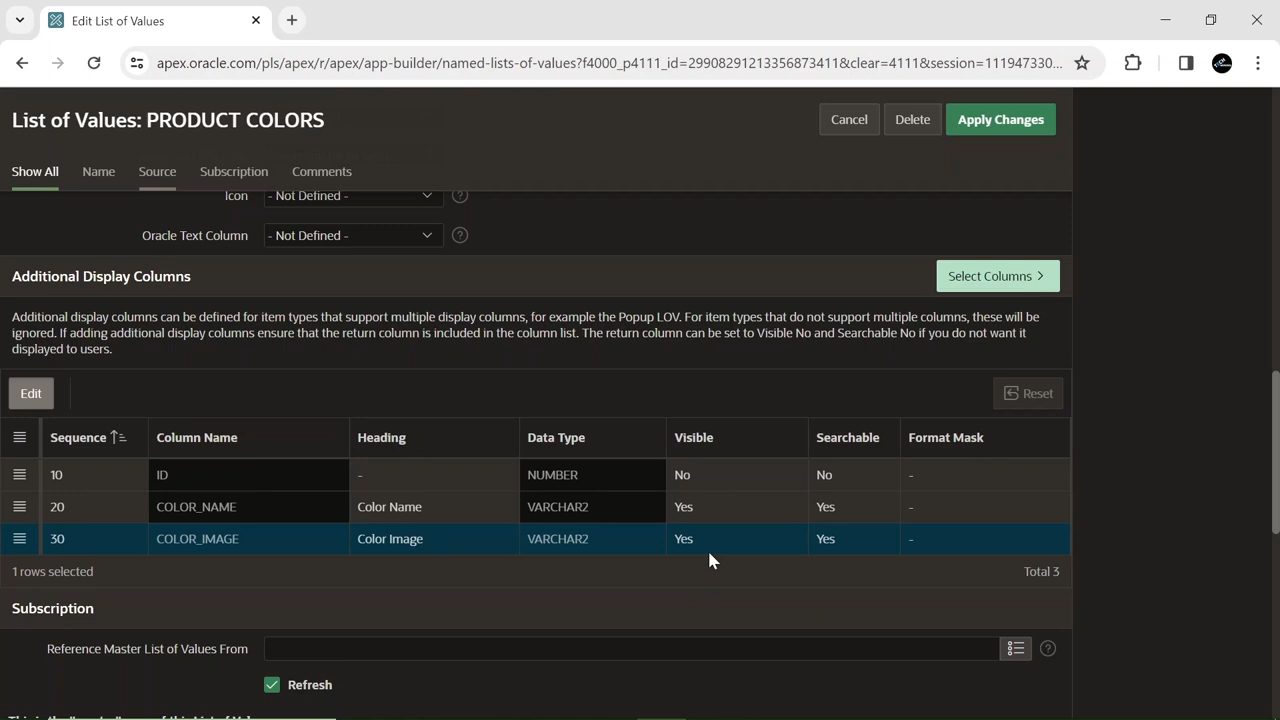 Edit List of Values
apex.oracle.com/pls/apex/r/apex/app-builder/named-lists-of-values?f4000_p4111_id=29908291213356873411&clear=4111&session=111947330...
List of Values: PRODUCT COLORS
Cancel
Delete
Apply Changes
Show All
Name
Source
Subscription
Comments
Icon
- Not Defined -
Oracle Text Column
- Not Defined -
Additional Display Columns
Select Columns >
Additional display columns can be defined for item types that support multiple display columns, for example the Popup LOV. For item types that do not support multiple columns, these will be
ignored. If adding additional display columns ensure that the return column is included in the column list. The return column can be set to Visible No and Searchable No if you do not want it
displayed to users.
Edit
Reset
Sequence Column Name Heading Data Type Visible Searchable Format Mask
10 ID - NUMBER No No -
20 COLOR_NAME Color Name VARCHAR2 Yes Yes -
30 COLOR_IMAGE Color Image VARCHAR2 Yes Yes -
1 rows selected
Total 3
Subscription
Reference Master List of Values From
Refresh